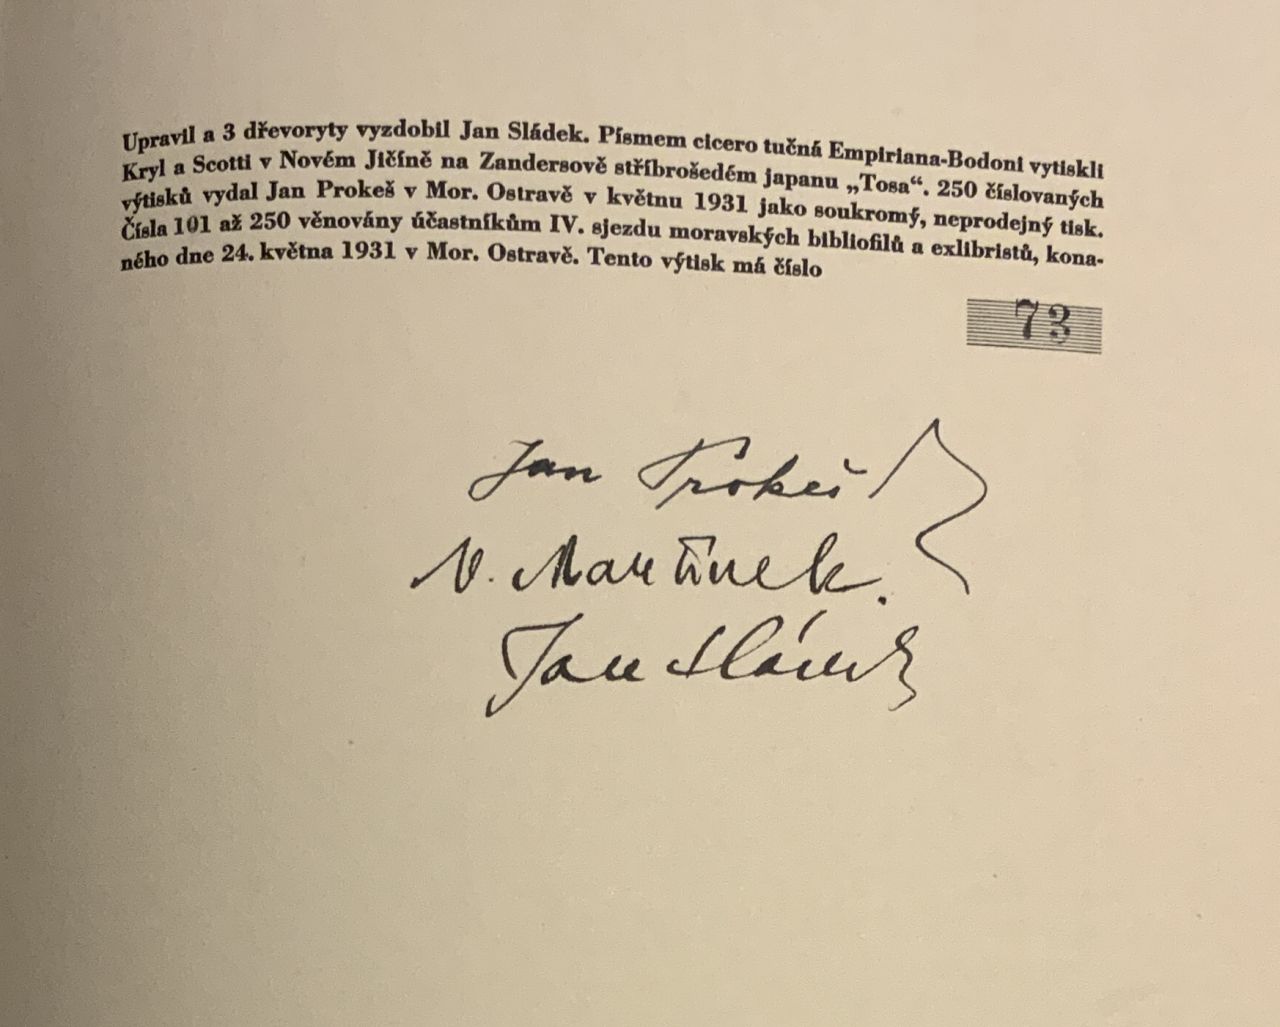 Upravil a 3 dřevoryty vyzdobil Jan Sládek. Písmem cicero tučná Empiriana-Bodoni vytiskli
Kryl a Scotti v Novém Jičíně na Zandersově stříbrošedém japanu „Tosa“. 250 číslovaných
výtisků vydal Jan Prokeš v Mor. Ostravě v květnu 1931 jako soukromý, neprodejný tisk.
Čísla 101 až 250 věnovány účastníkům IV. sjezdu moravských bibliofilů a exlibristů, kona-
ného dne 24. května 1931 v Mor. Ostravě. Tento výtisk má číslo
73
Jan Prokeš
V. Martínek.
Jan Sládek